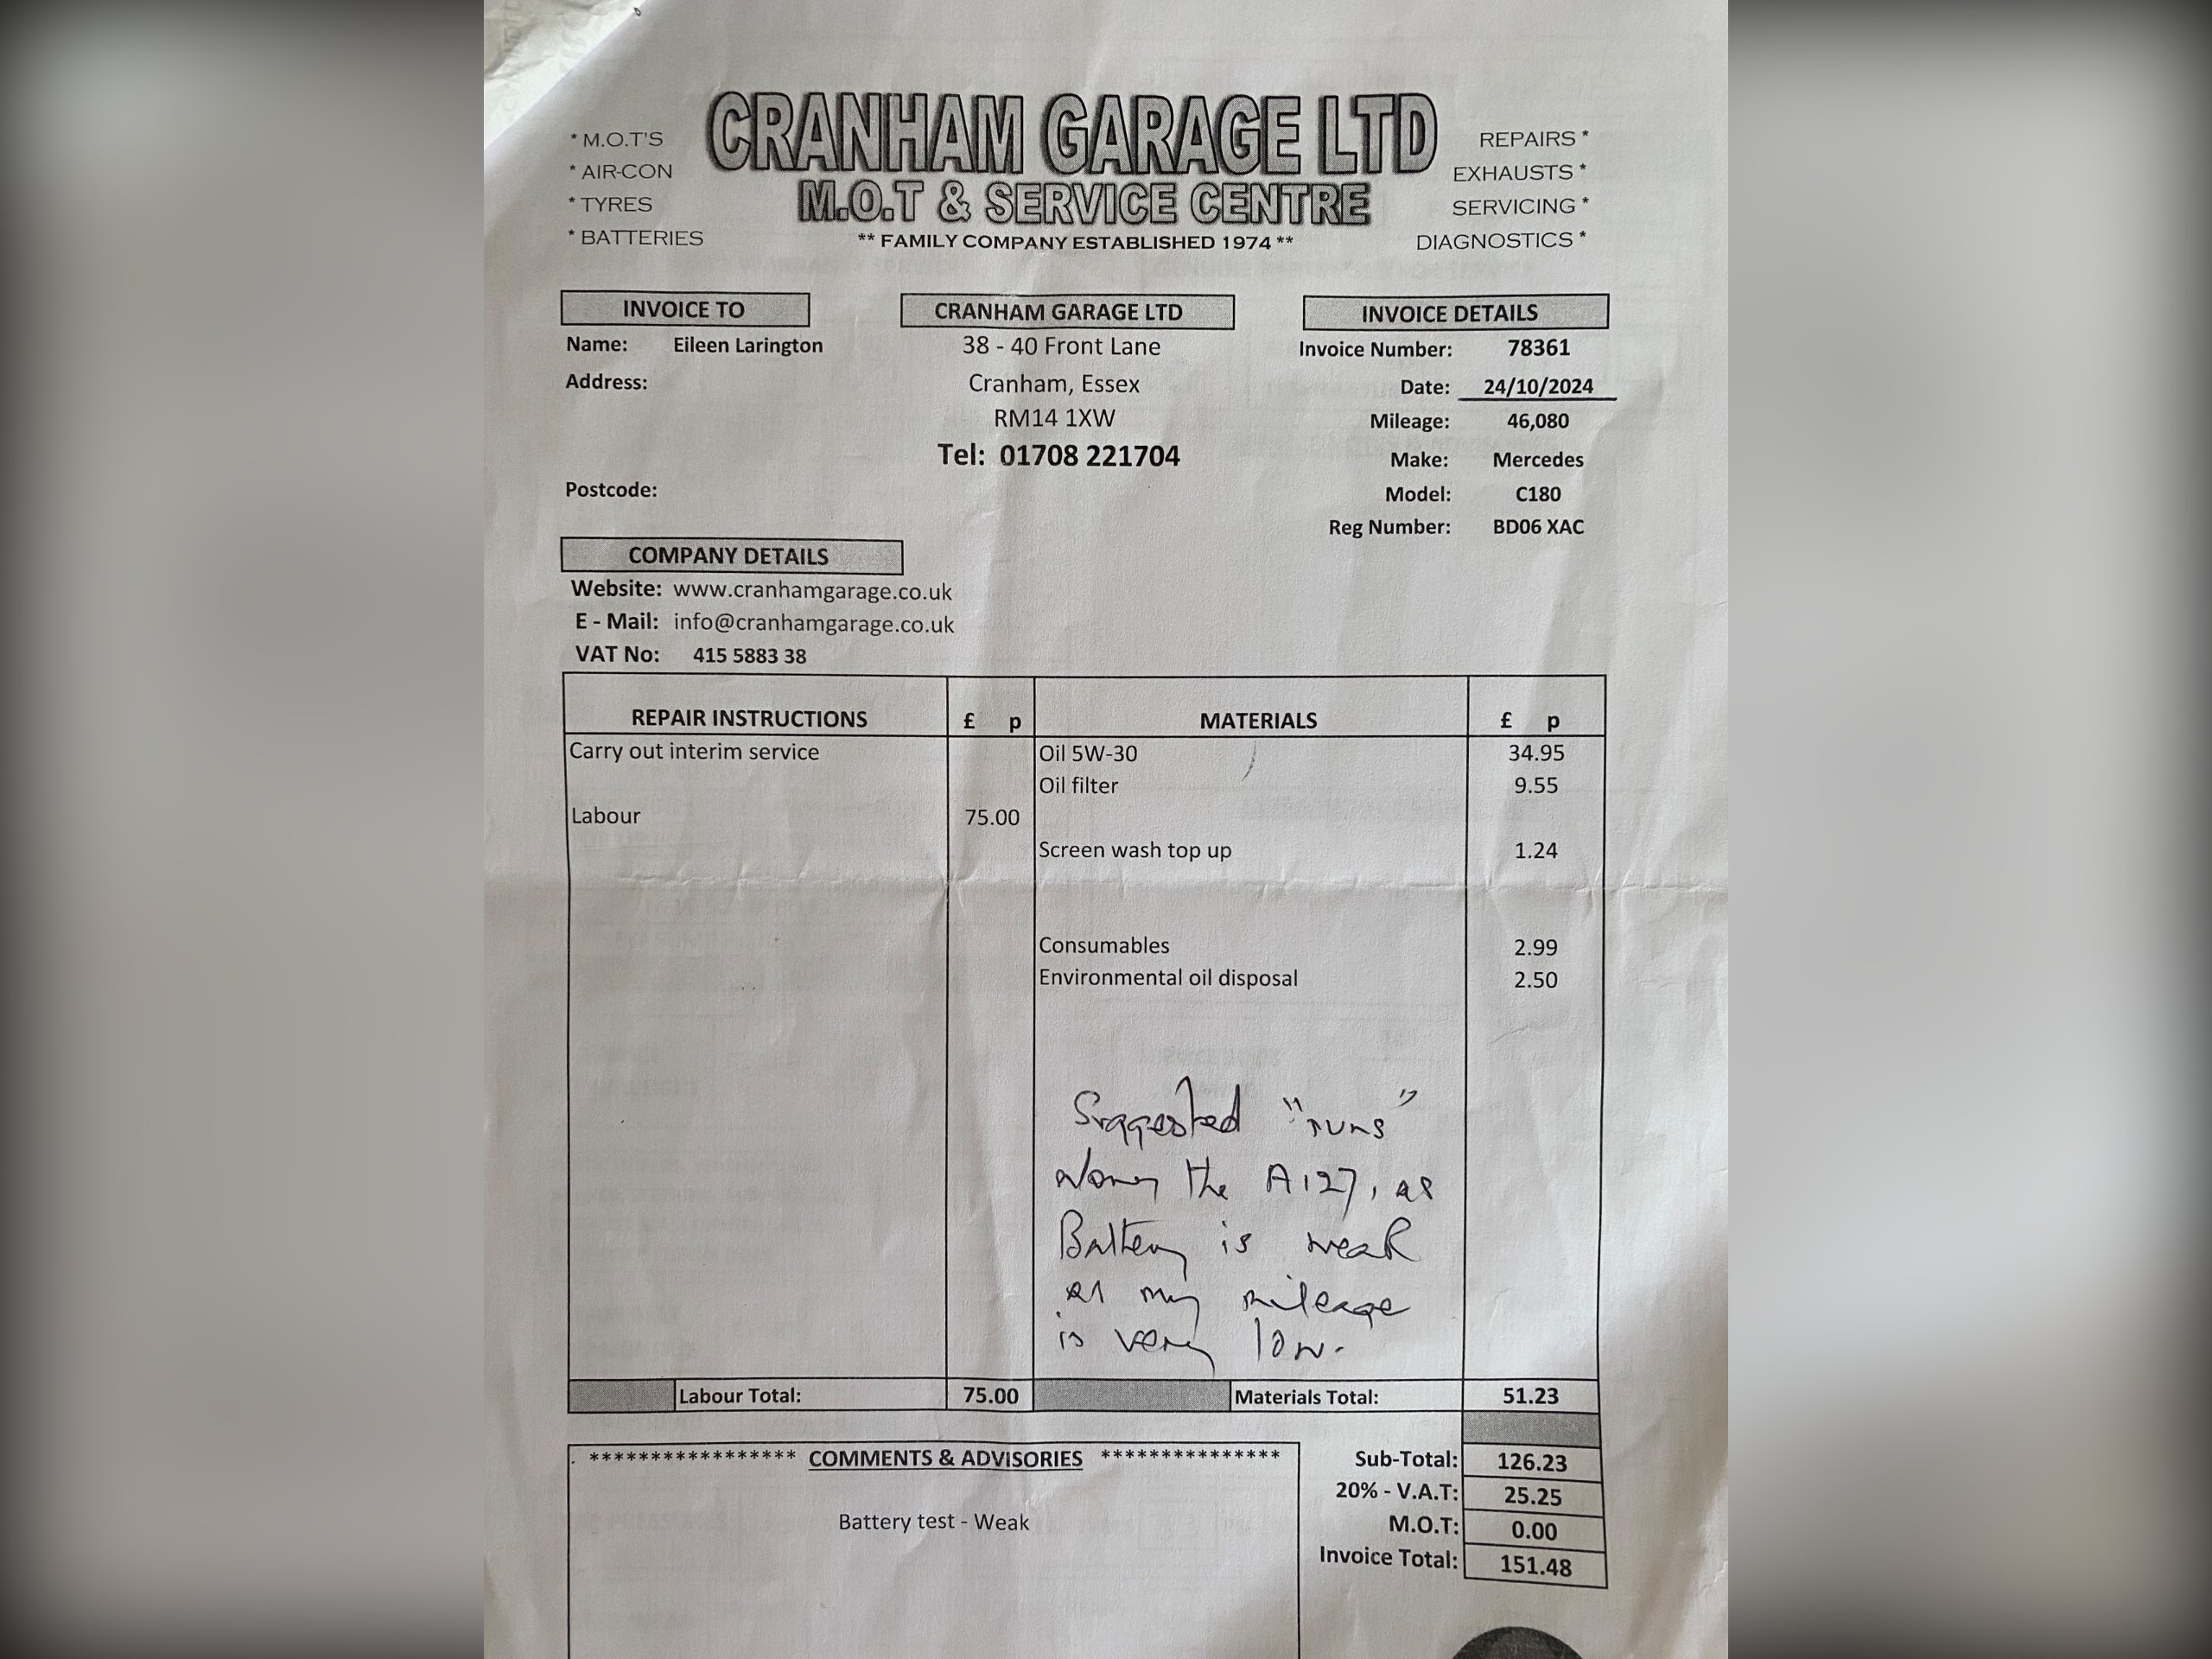 * M.O.T'S
* AIR-CON
* TYRES
* BATTERIES
CRANHAM GARAGE LTD
M.O.T & SERVICE CENTRE
** FAMILY COMPANY ESTABLISHED 1974 **
REPAIRS *
EXHAUSTS *
SERVICING *
DIAGNOSTICS *
INVOICE TO
Name: Eileen Larington
Address:
Postcode:
CRANHAM GARAGE LTD
38 - 40 Front Lane
Cranham, Essex
RM14 1XW
Tel: 01708 221704
INVOICE DETAILS
Invoice Number: 78361
Date: 24/10/2024
Mileage: 46,080
Make: Mercedes
Model: C180
Reg Number: BD06 XAC
COMPANY DETAILS
Website: www.cranhamgarage.co.uk
E - Mail: info@cranhamgarage.co.uk
VAT No: 415 5883 38
REPAIR INSTRUCTIONS £ p MATERIALS £ p
Carry out interim service Oil 5W-30 34.95
Oil filter 9.55
Labour 75.00
Screen wash top up 1.24
Consumables 2.99
Environmental oil disposal 2.50
Suggested "runs"
along the A127, as
Battery is weak
as my mileage
is very low.
Labour Total: 75.00 Materials Total: 51.23
***************** COMMENTS & ADVISORIES ***************
Battery test - Weak
Sub-Total: 126.23
20% - V.A.T: 25.25
M.O.T: 0.00
Invoice Total: 151.48